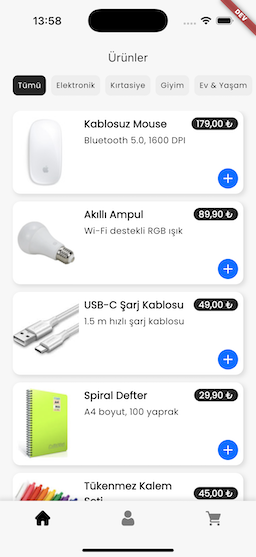 13:58
DEV
Ürünler
Tümü Elektronik Kırtasiye Giyim Ev & Yaşam
Kablosuz Mouse 179,00 ₺
Bluetooth 5.0, 1600 DPI
Akıllı Ampul 89,90 ₺
Wi-Fi destekli RGB ışık
USB-C Şarj Kablosu 49,00 ₺
1.5 m hızlı şarj kablosu
Spiral Defter 29,90 ₺
A4 boyut, 100 yaprak
Tükenmez Kalem 45,00 ₺
Seti